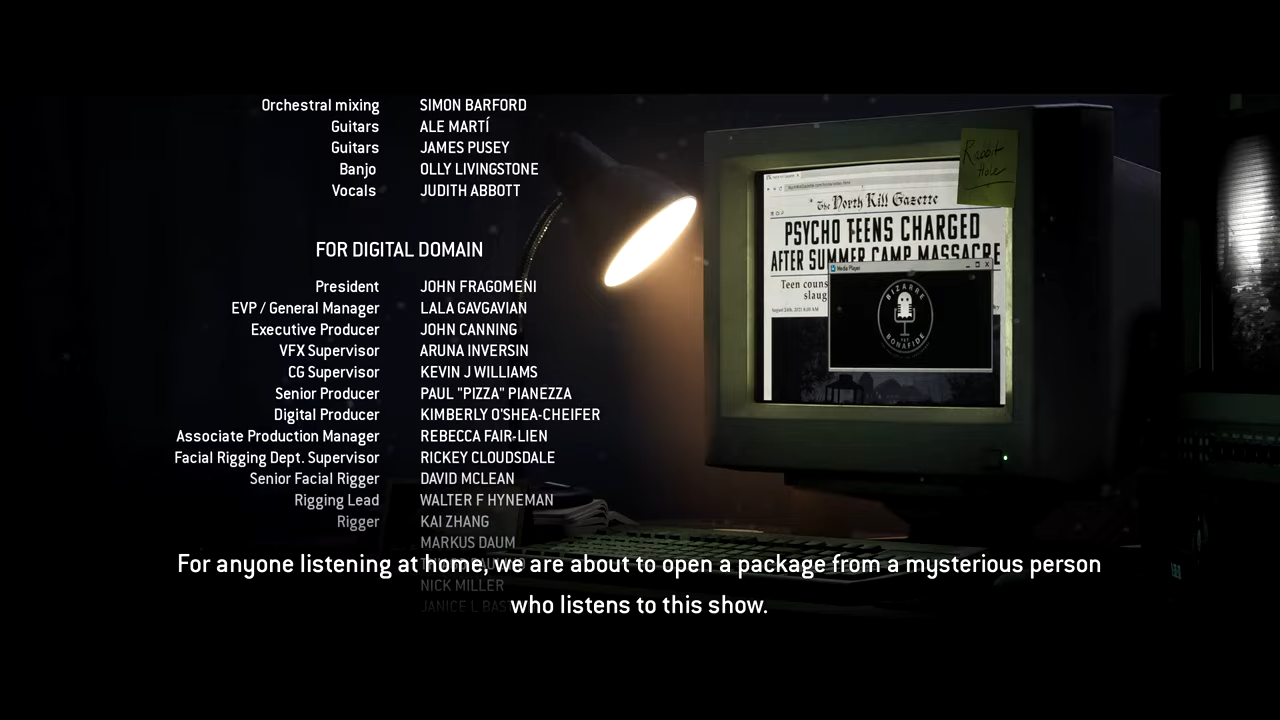 Orchestral mixing SIMON BARFORD
Guitars ALE MARTÍ
Guitars JAMES PUSEY
Banjo OLLY LIVINGSTONE
Vocals JUDITH ABBOTT
FOR DIGITAL DOMAIN
President JOHN FRAGOMENI
EVP / General Manager LALA GAVGAVIAN
Executive Producer JOHN CANNING
VFX Supervisor ARUNA INVERSIN
CG Supervisor KEVIN J WILLIAMS
Senior Producer PAUL "PIZZA" PIANEZZA
Digital Producer KIMBERLY O'SHEA-CHEIFER
Associate Production Manager REBECCA FAIR-LIEN
Facial Rigging Dept. Supervisor RICKEY CLOUDSDALE
Senior Facial Rigger DAVID MCLEAN
Rigging Lead WALTER F HYNEMAN
Rigger KAI ZHANG
MARKUS DAUM
NICK MILLER
JANICE L
Rabbit
Hole
The North Kill Gazette
PSYCHO TEENS CHARGED
AFTER SUMMER CAMP MASSACRE
Teen couns
slaug
Media Player
BIZARRE
YET
BONAFIDE
For anyone listening at home, we are about to open a package from a mysterious person
who listens to this show.